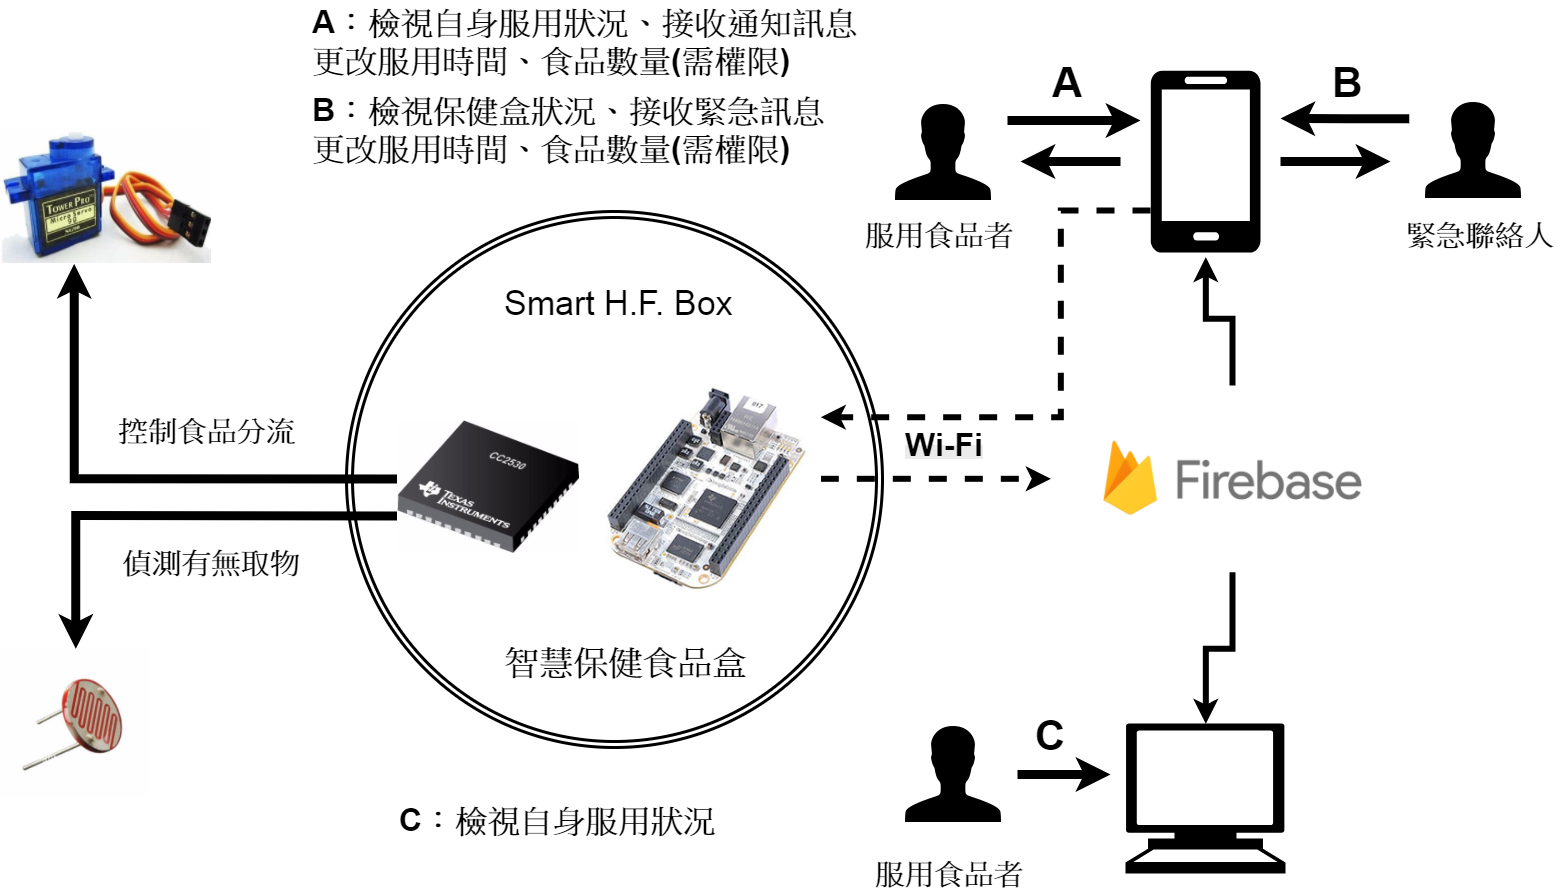 A：檢視自身服用狀況、接收通知訊息
更改服用時間、食品數量(需權限)
B：檢視保健盒狀況、接收緊急訊息
更改服用時間、食品數量(需權限)
A
B
服用食品者
緊急聯絡人
TOWER PRO
Micro Servo
9G
Smart H.F. Box
控制食品分流
CC2530
TEXAS
INSTRUMENTS
Wi-Fi
Firebase
偵測有無取物
智慧保健食品盒
C
C：檢視自身服用狀況
服用食品者